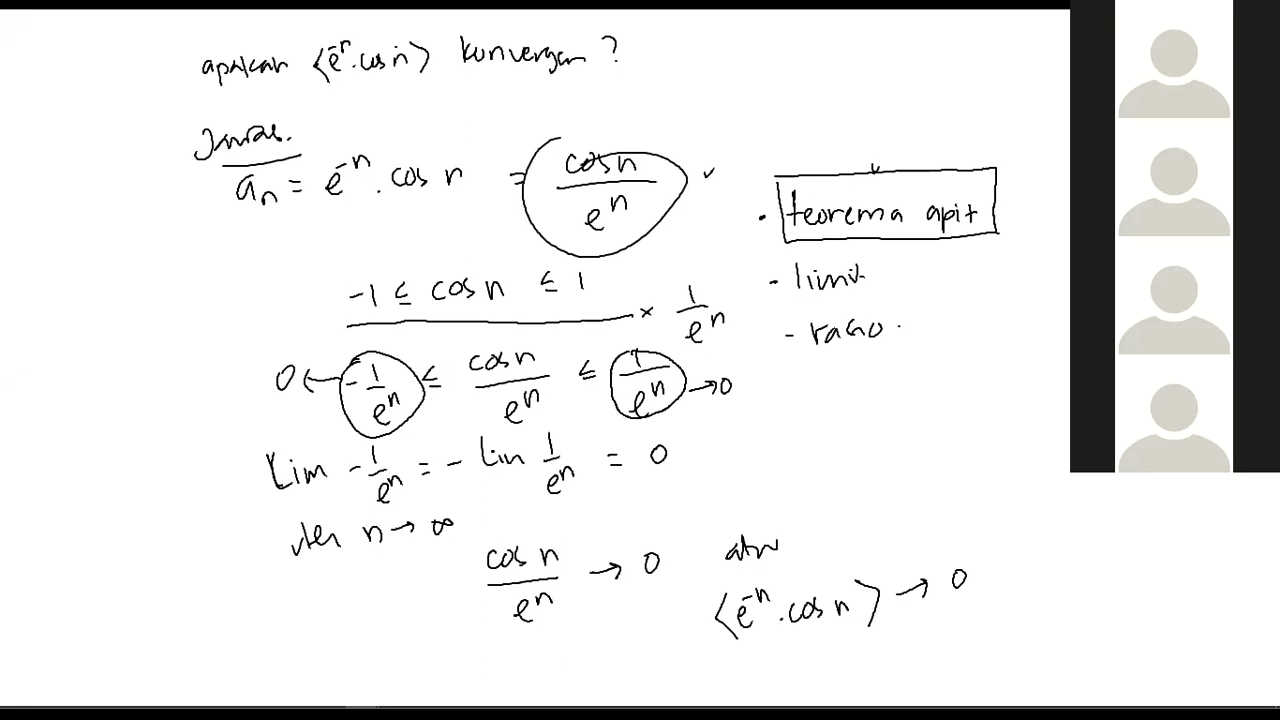 apakah ⟨e⁻ⁿ.cos n⟩ konvergen ?
Jawab.
aₙ = e⁻ⁿ . cos n = cos n / eⁿ
• teorema apit
- limit
- rasio
-1 ≤ cos n ≤ 1
× 1/eⁿ
0 ← -1/eⁿ ≤ cos n / eⁿ ≤ 1/eⁿ → 0
Lim -1/eⁿ = - lim 1/eⁿ = 0
n → ∞
cos n / eⁿ → 0 atau
⟨e⁻ⁿ . cos n⟩ → 0